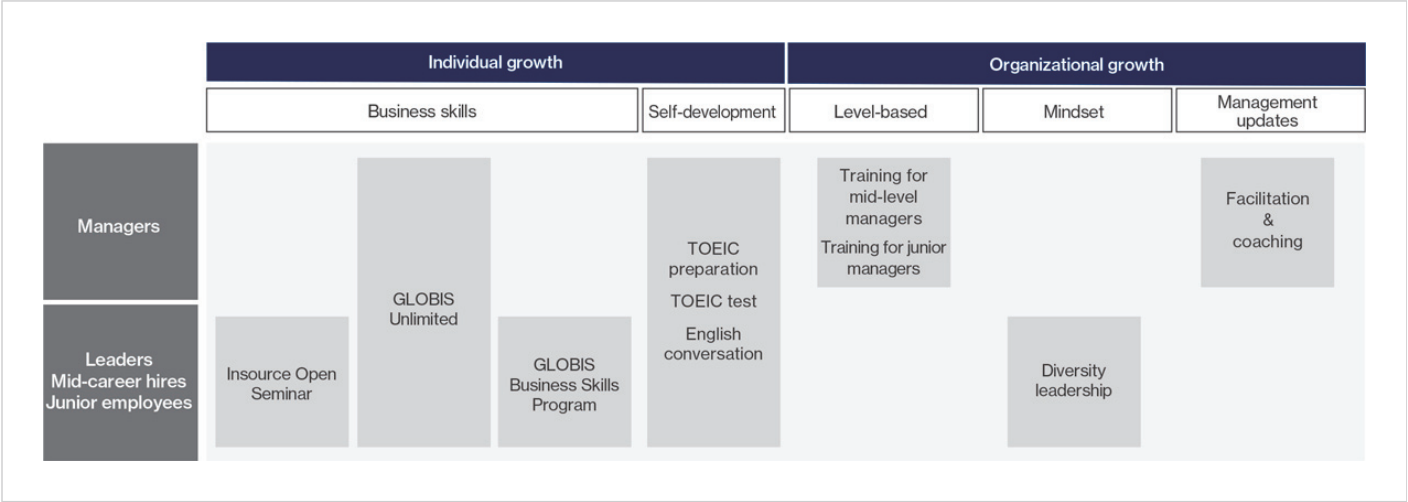 Individual growth
Organizational growth
Business skills
Self-development
Level-based
Mindset
Management
updates
Managers
Leaders
Mid-career hires
Junior employees
Insource Open
Seminar
GLOBIS
Unlimited
GLOBIS
Business Skills
Program
TOEIC
preparation
TOEIC test
English
conversation
Training for
mid-level
managers
Training for junior
managers
Diversity
leadership
Facilitation
&
coaching